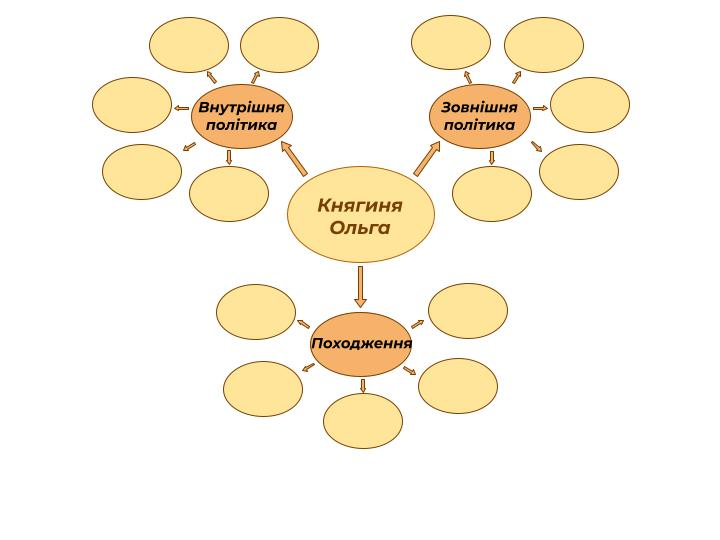 Внутрішня
політика
Зовнішня
політика
Княгиня
Ольга
Походження